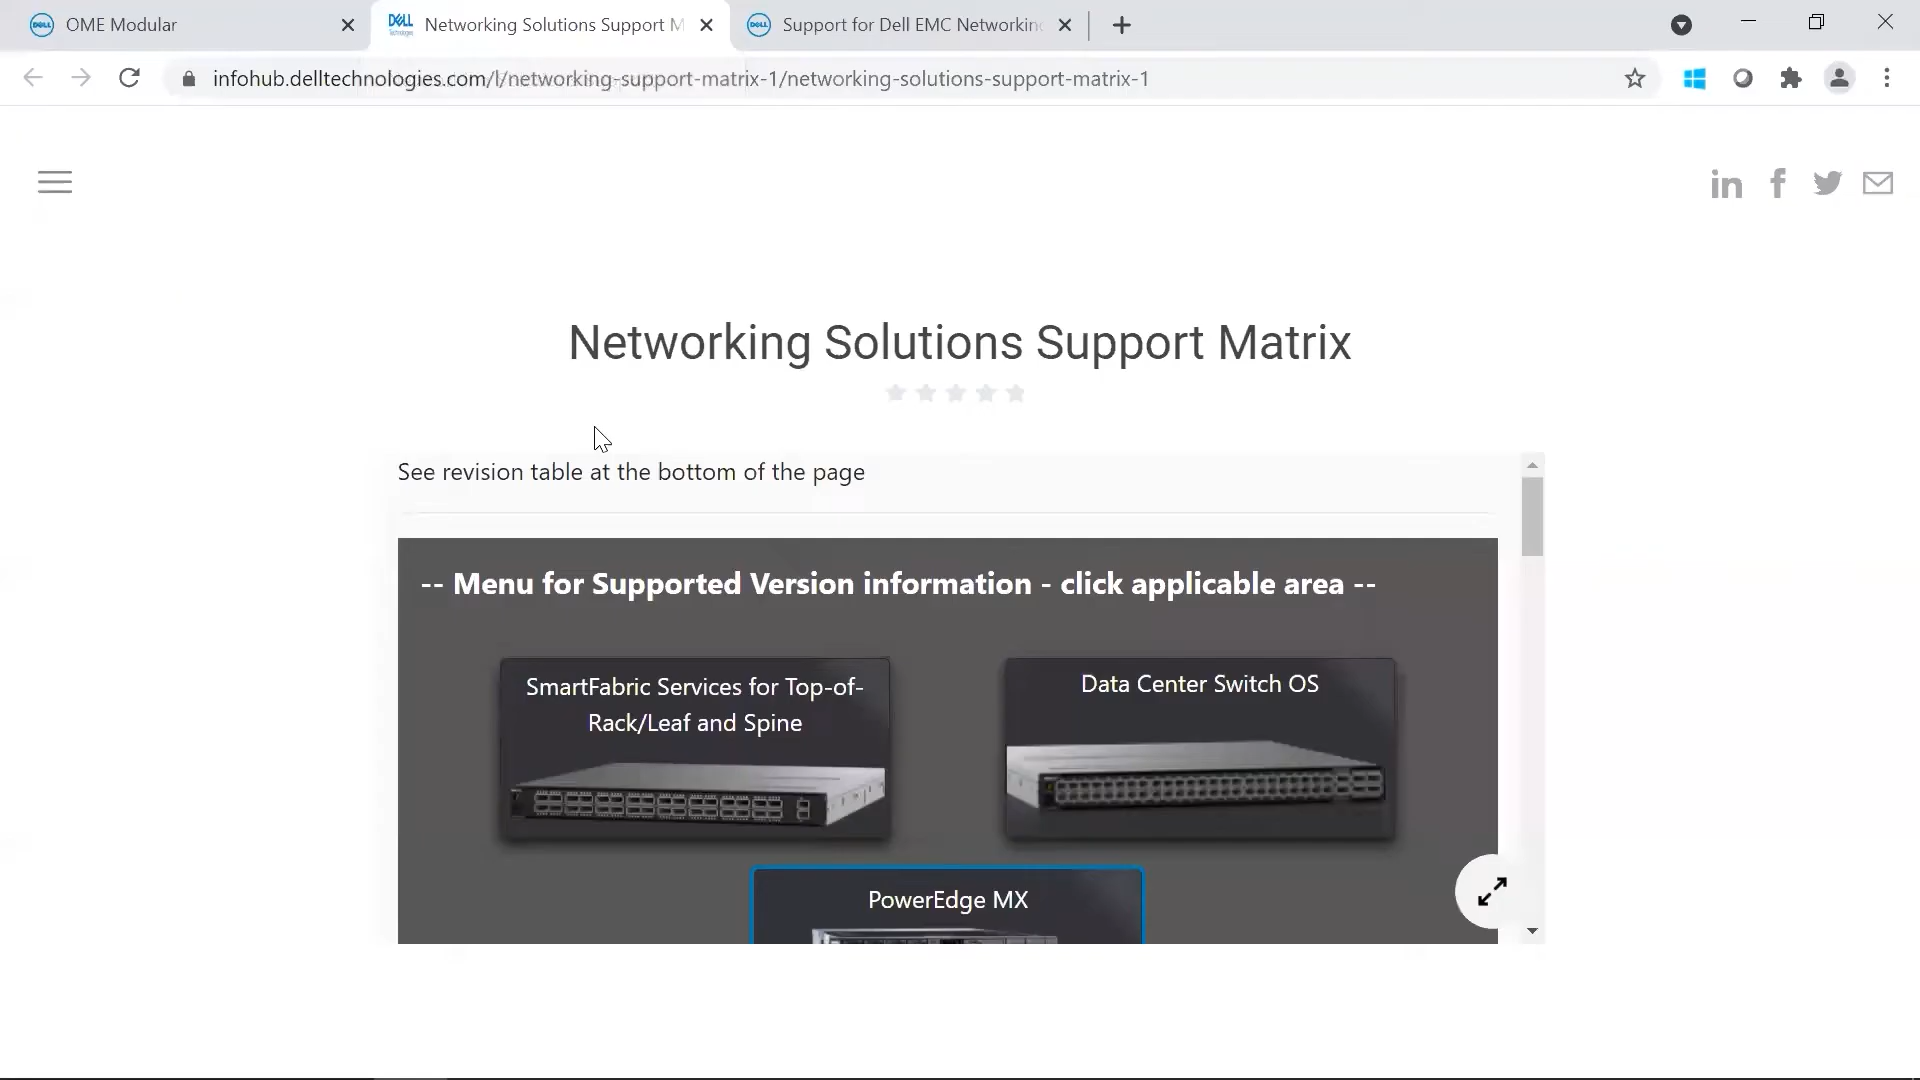 OME Modular
Networking Solutions Support M
Support for Dell EMC Networkin
infohub.delltechnologies.com/l/networking-support-matrix-1/networking-solutions-support-matrix-1
Networking Solutions Support Matrix
See revision table at the bottom of the page
-- Menu for Supported Version information - click applicable area --
SmartFabric Services for Top-of-
Rack/Leaf and Spine
Data Center Switch OS
PowerEdge MX